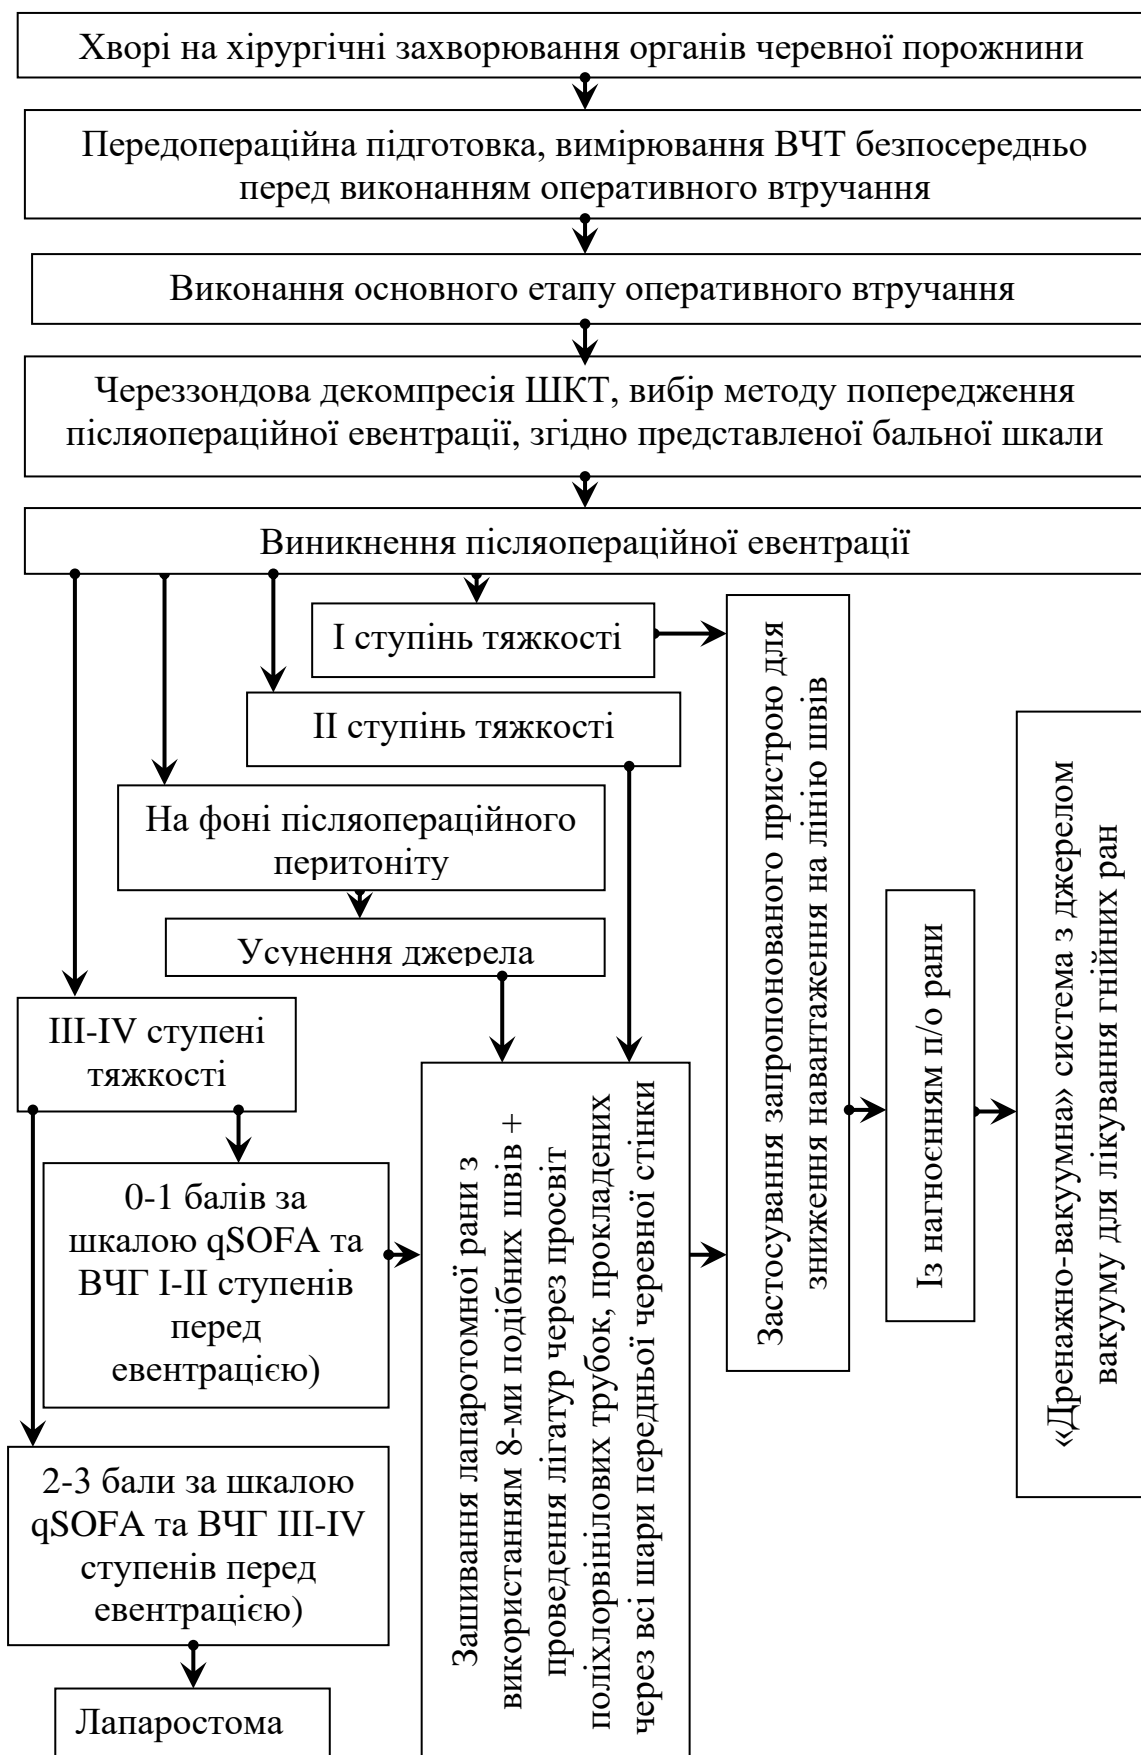 Хворі на хірургічні захворювання органів черевної порожнини
Передопераційна підготовка, вимірювання ВЧТ безпосередньо
перед виконанням оперативного втручання
Виконання основного етапу оперативного втручання
Череззондова декомпресія ШКТ, вибір методу попередження
післяопераційної евентрації, згідно представленої бальної шкали
Виникнення післяопераційної евентрації
I ступінь тяжкості
II ступінь тяжкості
На фоні післяопераційного
перитоніту
Усунення джерела
III-IV ступені
тяжкості
0-1 балів за
шкалою qSOFA та
ВЧГ I-II ступенів
перед
евентрацією)
2-3 бали за шкалою
qSOFA та ВЧГ III-IV
ступенів перед
евентрацією)
Лапаростома
Зашивання лапаротомної рани з
використанням 8-ми подібних швів +
проведення лігатур через просвіт
поліхлорвінілових трубок, прокладених
через всі шари передньої черевної стінки
Застосування запропонованого пристрою для
зниження навантаження на лінію швів
Із нагноєнням п/о рани
«Дренажно-вакуумна» система з джерелом
вакууму для лікування гнійних ран